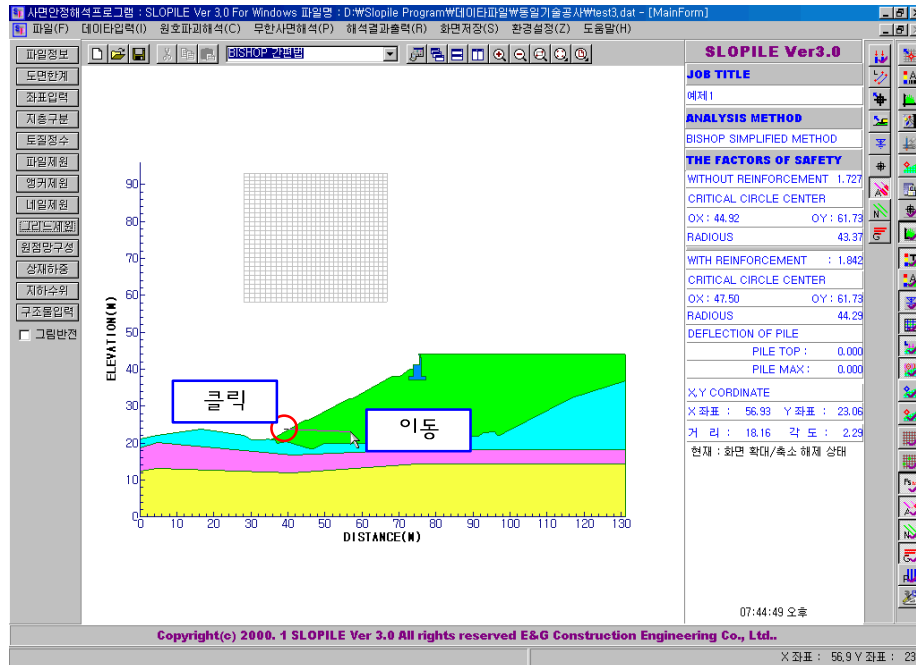 사면안정해석프로그램 : SLOPILE Ver 3,0 For Windows 파일명 : D:₩Slopile Program₩데이타파일₩동일기술공사₩test3,dat - [MainForm]
파일(F) 데이타입력(I) 원호파괴해석(C) 무한사면해석(P) 해석결과출력(R) 화면저장(S) 환경설정(Z) 도움말(H)
파일정보
도면한계
좌표입력
지층구분
토질정수
파일제원
앵커제원
네일제원
그리드제원
원점망구성
상재하중
지하수위
구조물입력
그림반전
BISHOP 간편법
ELEVATION(M)
90
80
70
60
50
40
30
20
10
0
클릭
이동
0 10 20 30 40 50 60 70 80 90 100 110 120 130
DISTANCE(M)
SLOPILE Ver3.0
JOB TITLE
예제1
ANALYSIS METHOD
BISHOP SIMPLIFIED METHOD
THE FACTORS OF SAFETY
WITHOUT REINFORCEMENT 1.727
CRITICAL CIRCLE CENTER
OX: 44.92 OY: 61.73
RADIOUS 43.37
WITH REINFORCEMENT : 1.842
CRITICAL CIRCLE CENTER
OX: 47.50 OY: 61.73
RADIOUS 44.29
DEFLECTION OF PILE
PILE TOP : 0.000
PILE MAX : 0.000
X,Y CORDINATE
X 좌표 : 56.93 Y 좌표 : 23.06
거 리 : 18.16 각 도 : 2.29
현재 : 화면 확대/축소 해제 상태
07:44:49 오후
Copyright(c) 2000. 1 SLOPILE Ver 3.0 All rights reserved E&G Construction Engineering Co., Ltd..
X 좌표 : 56,9 Y 좌표 : 23